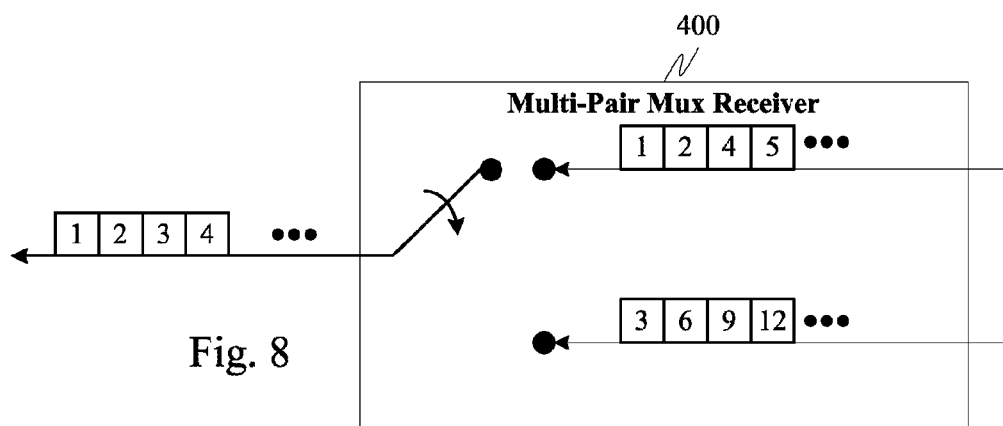 400
Multi-Pair Mux Receiver
1 2 4 5 •••
1 2 3 4 •••
3 6 9 12 •••
Fig. 8